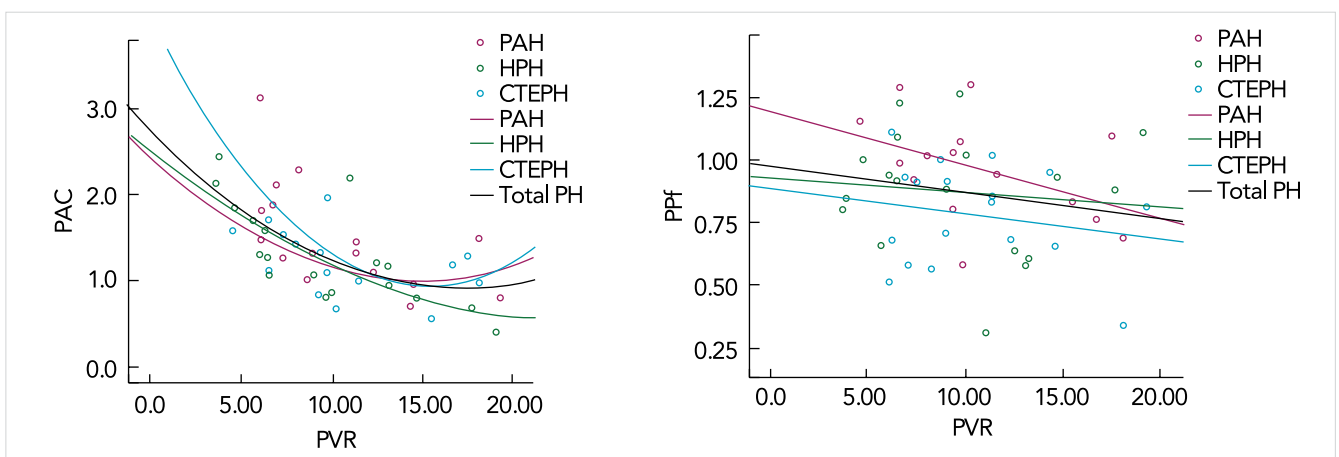 PAH
HPH
CTEPH
PAH
HPH
CTEPH
Total PH
3.0
2.0
1.0
0.0
PAC
0.0 5.00 10.00 15.00 20.00
PVR
PAH
HPH
CTEPH
PAH
HPH
CTEPH
Total PH
1.25
1.00
0.75
0.50
0.25
PPf
0.0 5.00 10.00 15.00 20.00
PVR